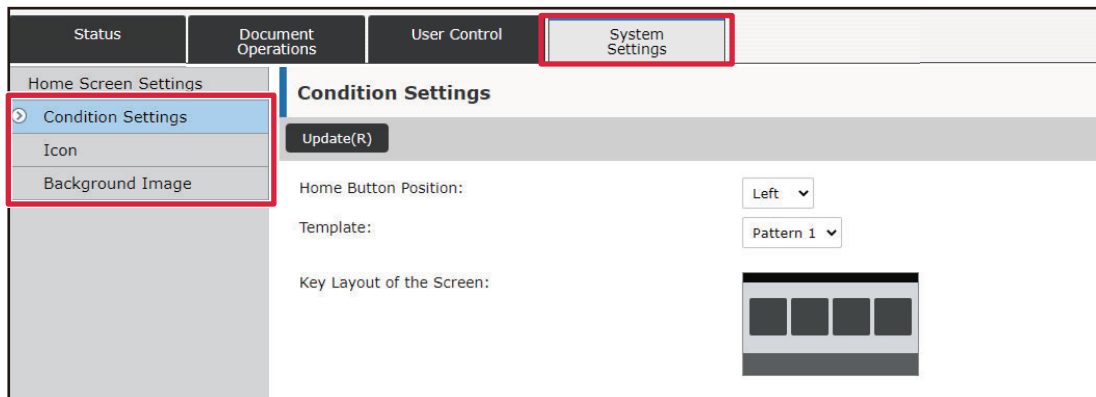 Status
Document
Operations
User Control
System
Settings
Home Screen Settings
Condition Settings
Icon
Background Image
Condition Settings
Update(R)
Home Button Position:
Left
Template:
Pattern 1
Key Layout of the Screen: